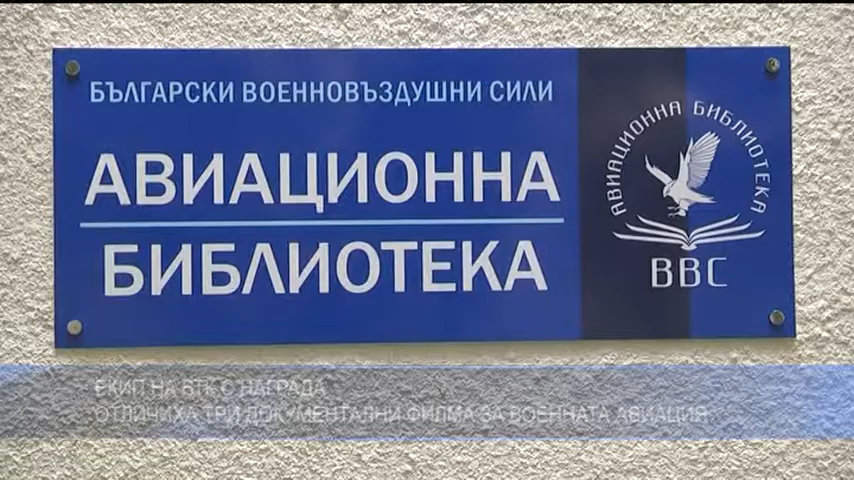 БЪЛГАРСКИ ВОЕННОВЪЗДУШНИ СИЛИ
АВИАЦИОННА
БИБЛИОТЕКА
АВИАЦИОННА БИБЛИОТЕКА
ВВС
ЕКИП НА ВТК С НАГРАДА
ОТЛИЧИХА ТРИ ДОКУМЕНТАЛНИ ФИЛМА ЗА ВОЕННАТА АВИАЦИЯ